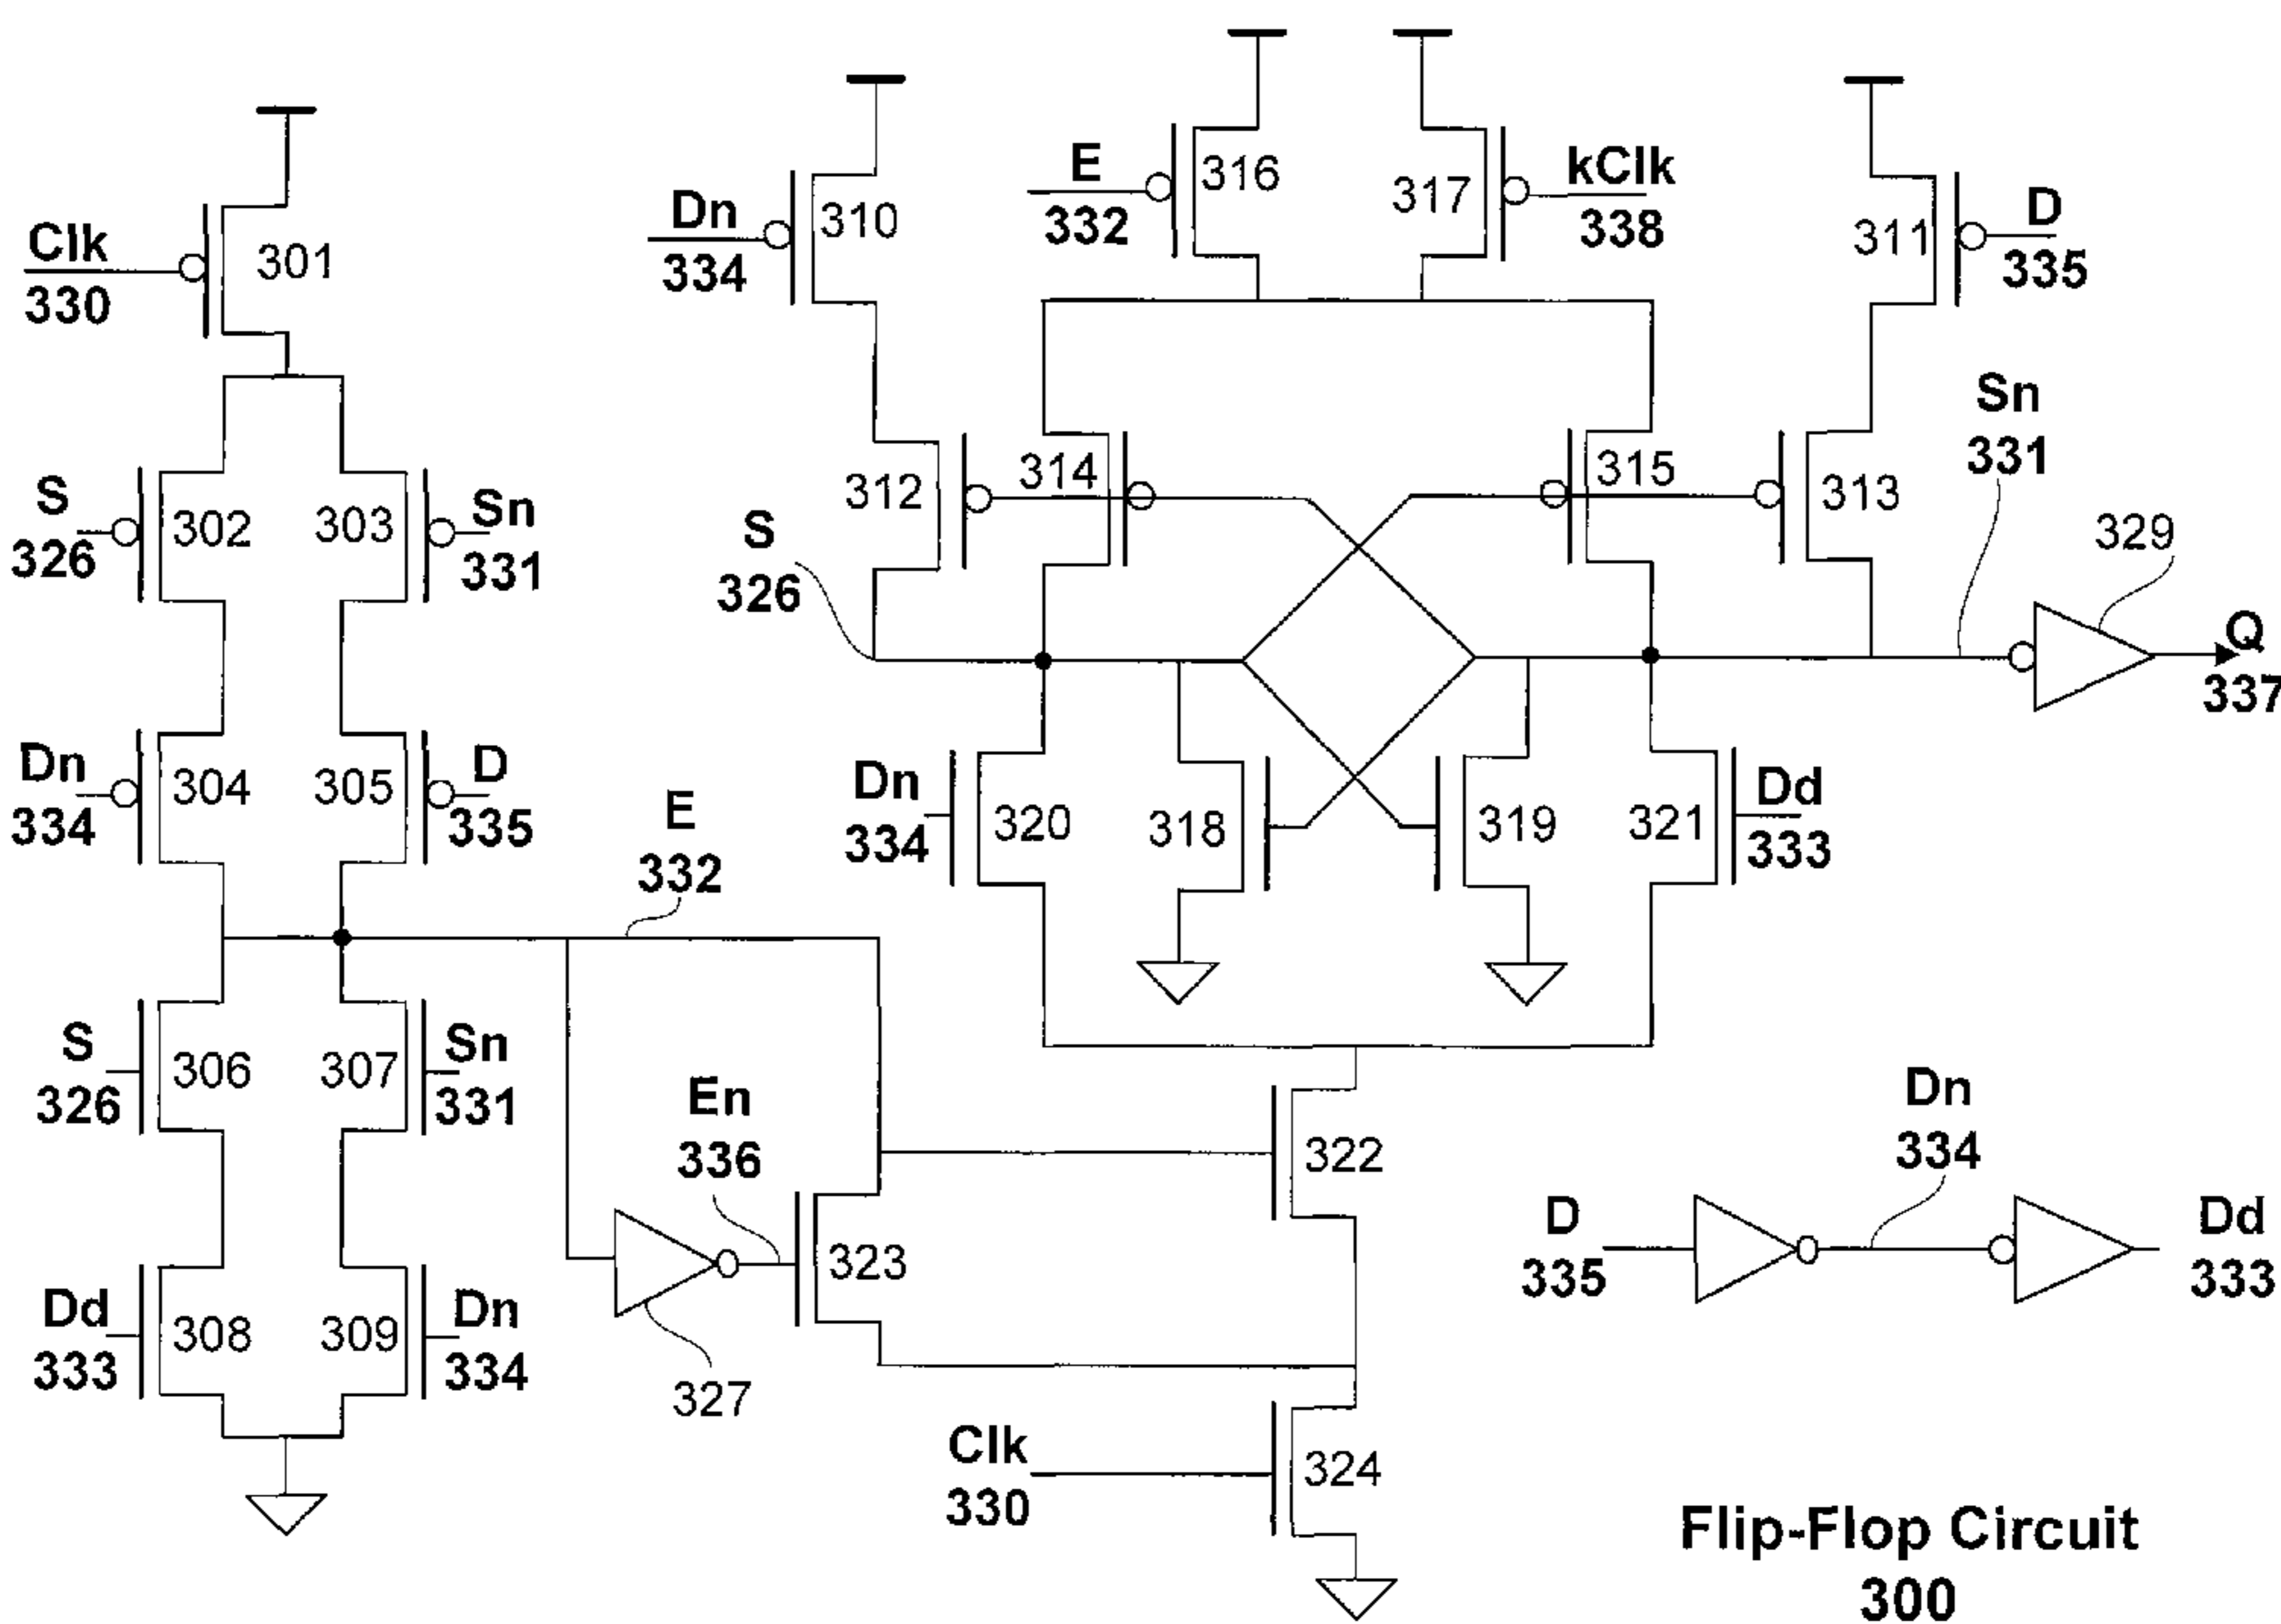 Clk
330
301
S
326
302
303
Sn
331
Dn
334
304
305
D
335
S
326
306
307
Sn
331
Dd
333
308
309
Dn
334
E
332
En
336
327
323
Clk
330
324
322
Dn
334
310
312
S
326
E
332
316
317
kClk
338
314
315
311
D
335
313
Sn
331
329
Q
337
Dn
334
320
318
319
321
Dd
333
D
335
Dn
334
Dd
333
Flip-Flop Circuit
300